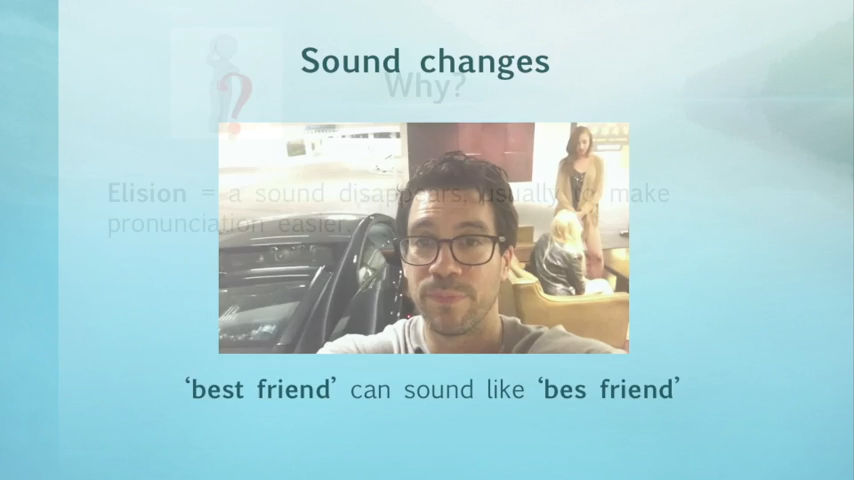 Sound changes
Why?
Elision = a sound disappears, usually to make
pronunciation easier.
‘best friend’ can sound like ‘bes friend’